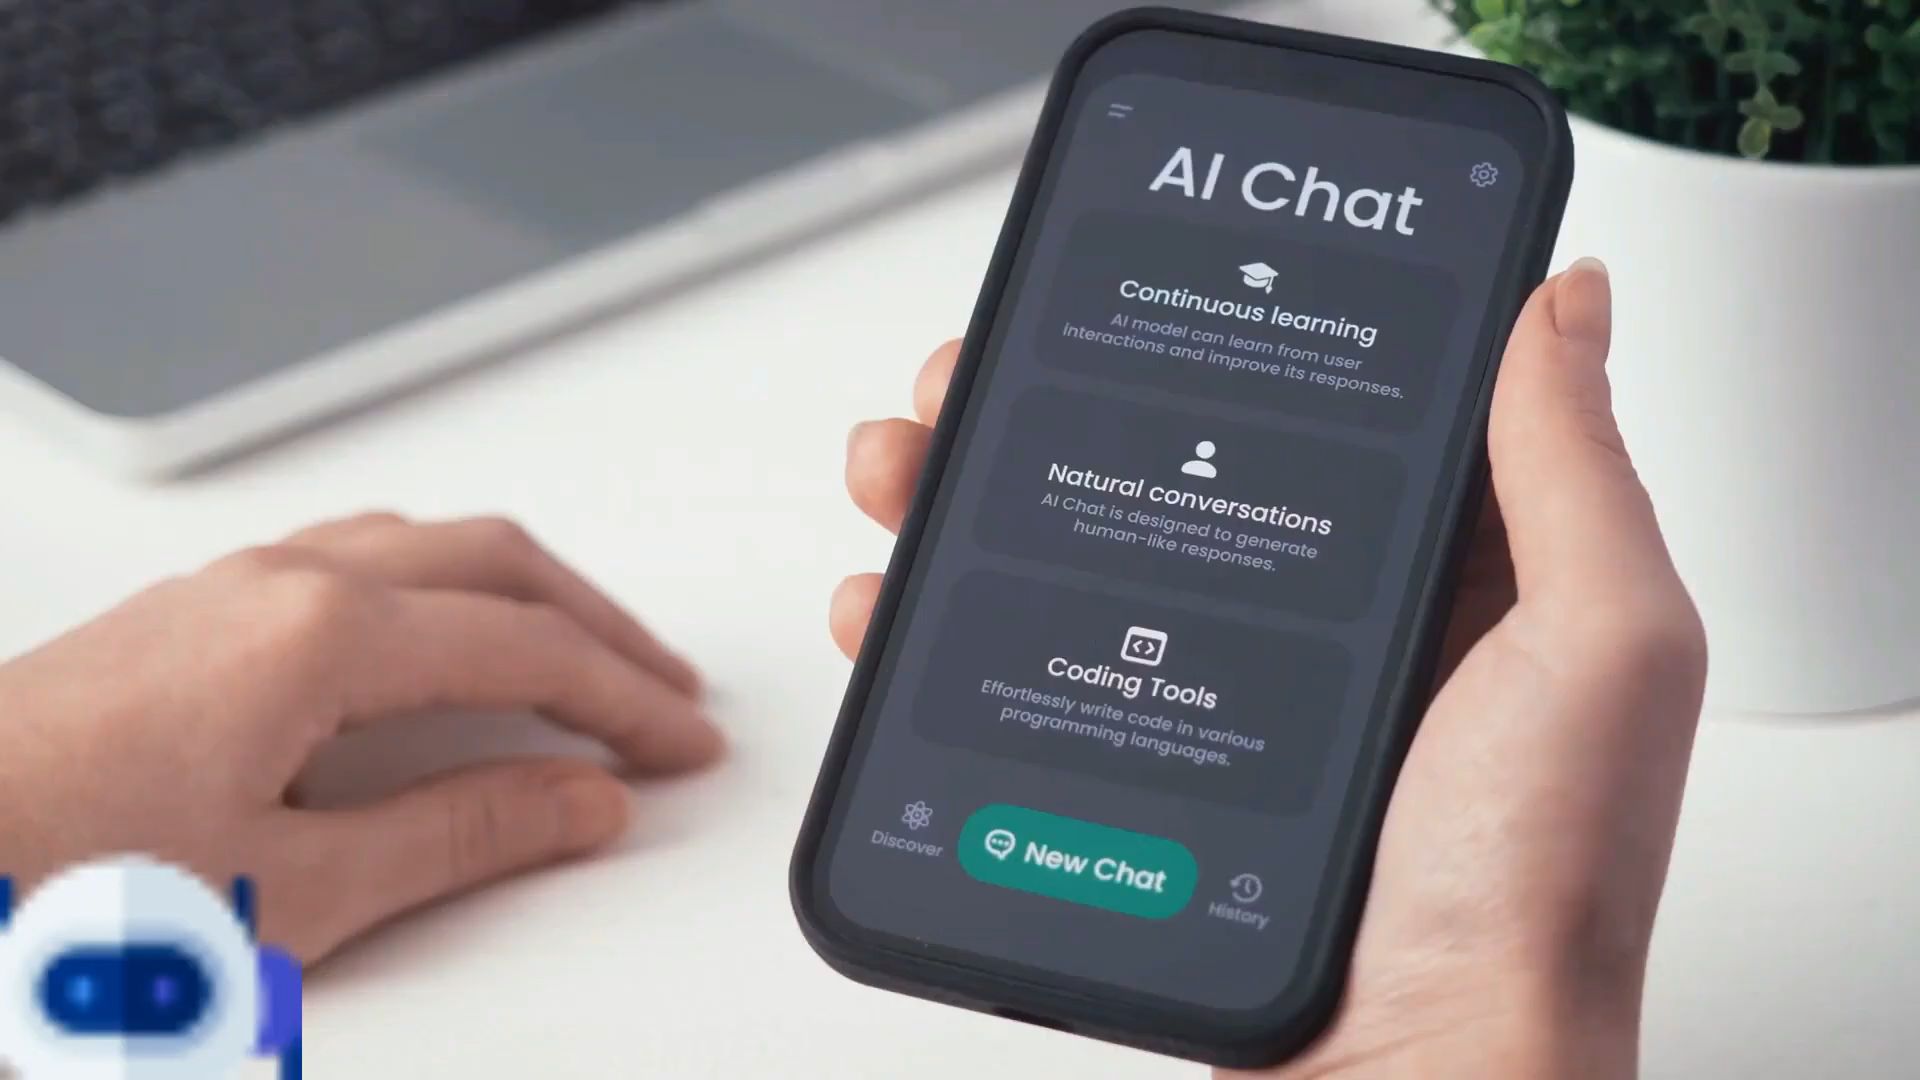 AI Chat
Continuous learning
AI model can learn from user
interactions and improve its responses.
Natural conversations
AI Chat is designed to generate
human-like responses.
Coding Tools
Effortlessly write code in various
programming languages.
Discover
New Chat
History